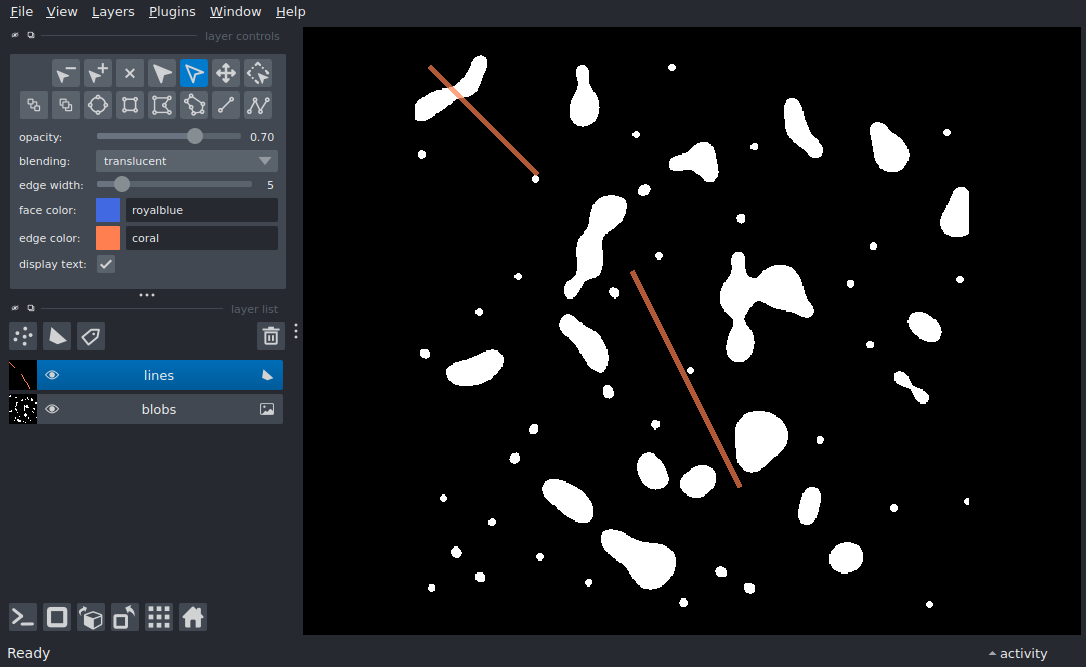 File View Layers Plugins Window Help
layer controls
opacity: 0.70
blending: translucent
edge width: 5
face color: royalblue
edge color: coral
display text:
layer list
lines
blobs
Ready activity